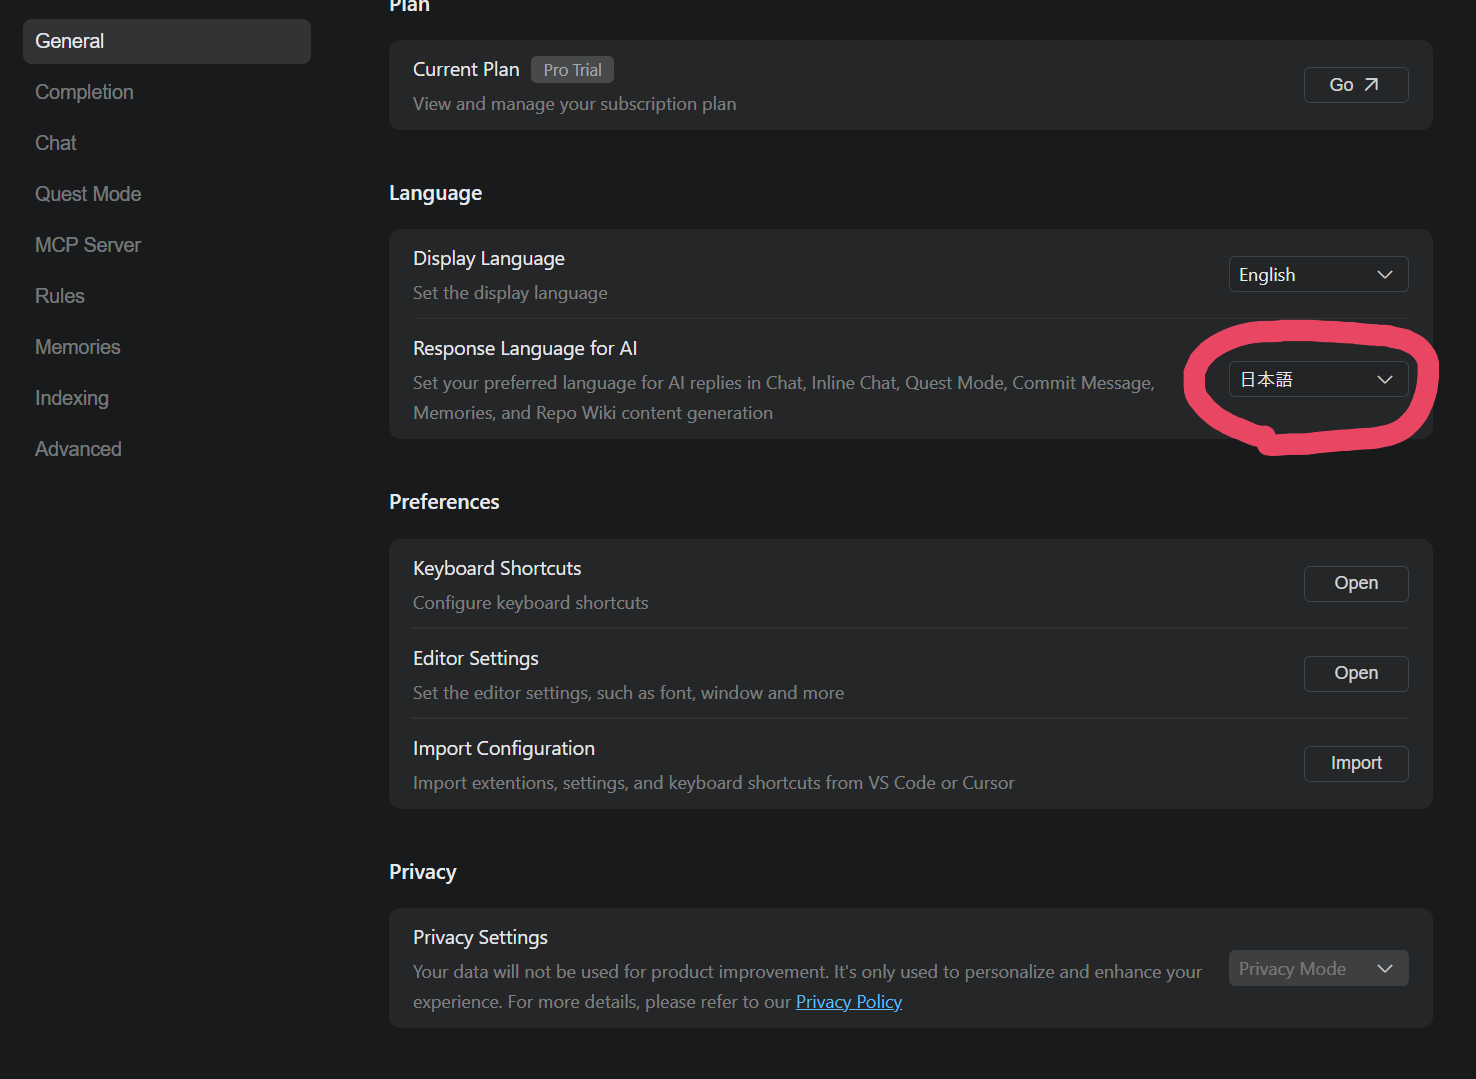 Plan
General
Completion
Chat
Quest Mode
MCP Server
Rules
Memories
Indexing
Advanced
Current Plan Pro Trial
View and manage your subscription plan
Go
Language
Display Language
Set the display language
English
Response Language for AI
Set your preferred language for AI replies in Chat, Inline Chat, Quest Mode, Commit Message,
Memories, and Repo Wiki content generation
日本語
Preferences
Keyboard Shortcuts
Configure keyboard shortcuts
Open
Editor Settings
Set the editor settings, such as font, window and more
Open
Import Configuration
Import extentions, settings, and keyboard shortcuts from VS Code or Cursor
Import
Privacy
Privacy Settings
Your data will not be used for product improvement. It's only used to personalize and enhance your
experience. For more details, please refer to our Privacy Policy
Privacy Mode